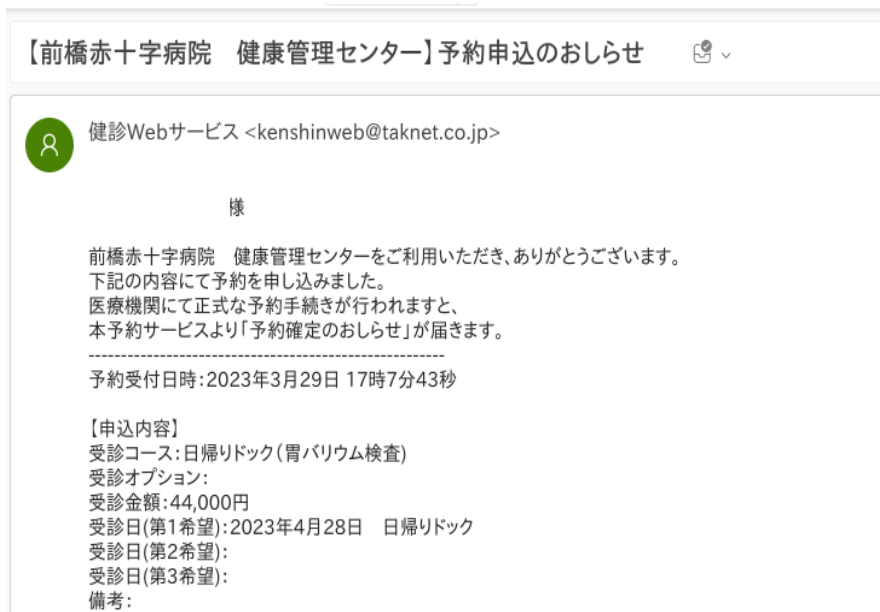 【前橋赤十字病院　健康管理センター】予約申込のおしらせ
健診Webサービス <kenshinweb@taknet.co.jp>
様
前橋赤十字病院　健康管理センターをご利用いただき、ありがとうございます。
下記の内容にて予約を申し込みました。
医療機関にて正式な予約手続きが行われますと、
本予約サービスより「予約確定のおしらせ」が届きます。
-------------------------------------------------------
予約受付日時：2023年3月29日 17時7分43秒
【申込内容】
受診コース：日帰りドック（胃バリウム検査）
受診オプション：
受診金額：44,000円
受診日(第1希望)：2023年4月28日　日帰りドック
受診日(第2希望)：
受診日(第3希望)：
備考：